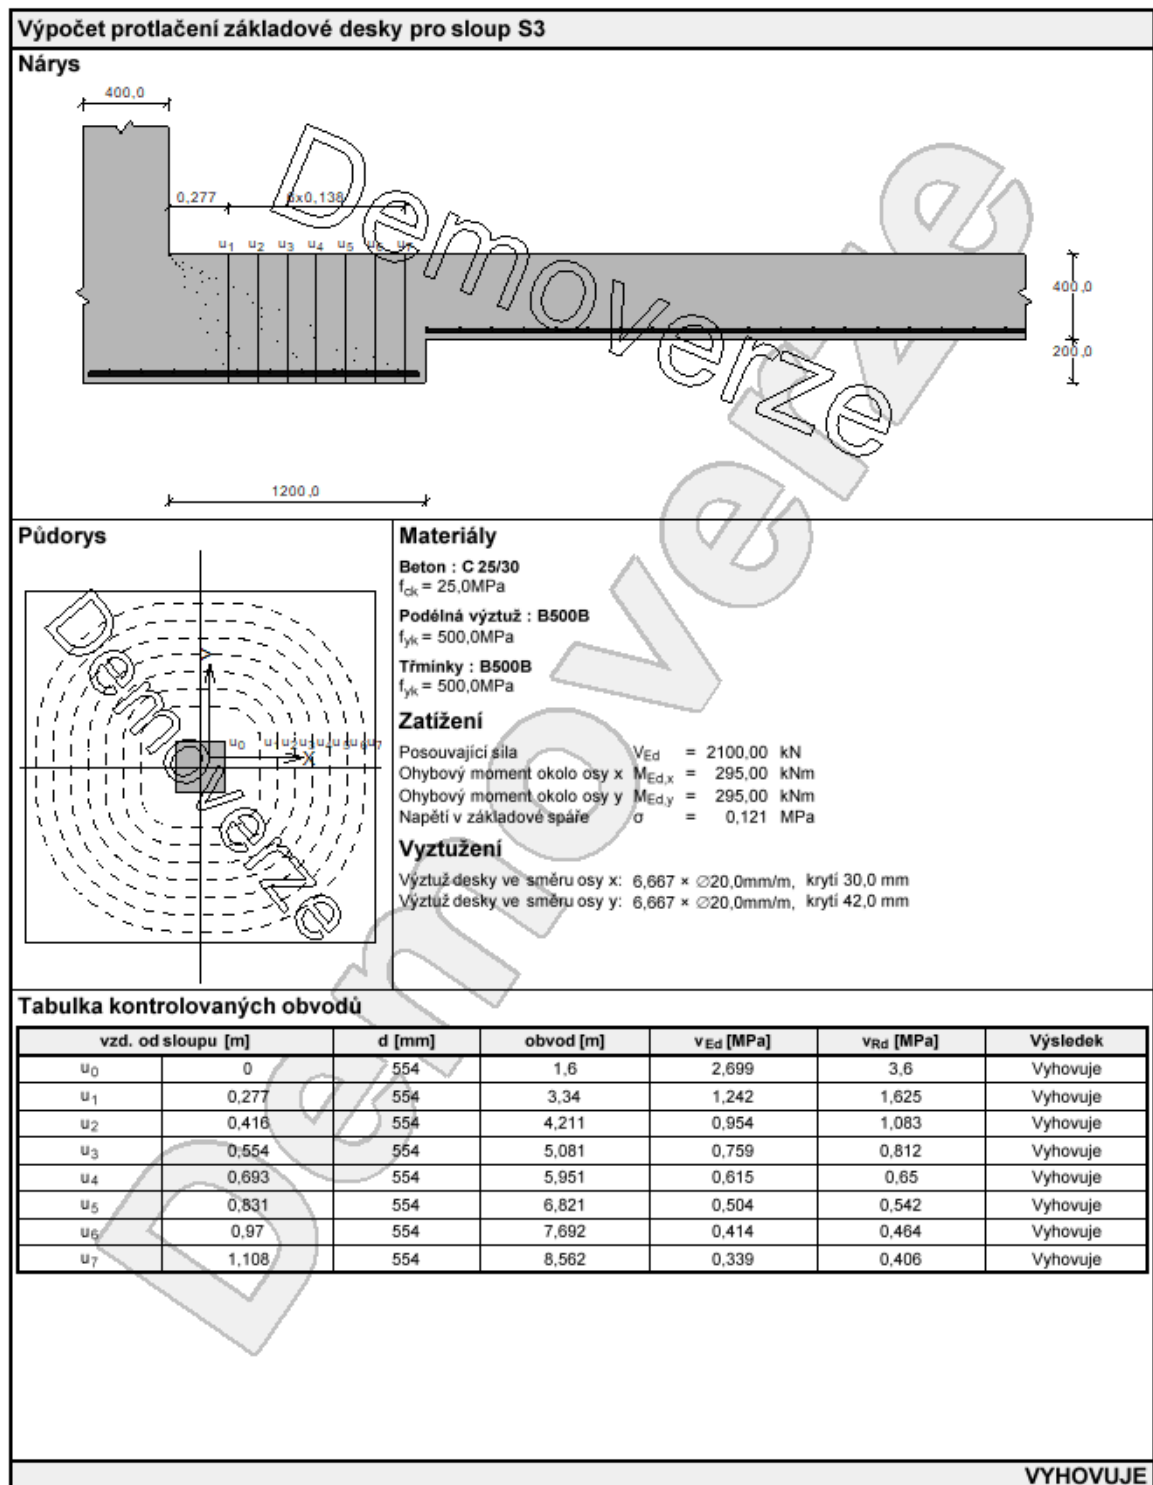 Výpočet protlačení základové desky pro sloup S3
Nárys
400,0
0,277 6x0,138
u1 u2 u3 u4 u5 u6 u7
400,0
200,0
1200,0
Demoverze
Demoverze
Půdorys
Y
u0 u1 u2 u3 u4 u5 u6 u7
X
Demoverze
Materiály
Beton : C 25/30
fck = 25,0MPa
Podélná výztuž : B500B
fyk = 500,0MPa
Třmínky : B500B
fyk = 500,0MPa
Zatížení
Posouvající síla VEd = 2100,00 kN
Ohybový moment okolo osy x MEd,x = 295,00 kNm
Ohybový moment okolo osy y MEd,y = 295,00 kNm
Napětí v základové spáře σ = 0,121 MPa
Vyztužení
Výztuž desky ve směru osy x: 6,667 × ∅20,0mm/m, krytí 30,0 mm
Výztuž desky ve směru osy y: 6,667 × ∅20,0mm/m, krytí 42,0 mm
Tabulka kontrolovaných obvodů
vzd. od sloupu [m] d [mm] obvod [m] vEd [MPa] vRd [MPa] Výsledek
u0 0 554 1,6 2,699 3,6 Vyhovuje
u1 0,277 554 3,34 1,242 1,625 Vyhovuje
u2 0,416 554 4,211 0,954 1,083 Vyhovuje
u3 0,554 554 5,081 0,759 0,812 Vyhovuje
u4 0,693 554 5,951 0,615 0,65 Vyhovuje
u5 0,831 554 6,821 0,504 0,542 Vyhovuje
u6 0,97 554 7,692 0,414 0,464 Vyhovuje
u7 1,108 554 8,562 0,339 0,406 Vyhovuje
VYHOVUJE